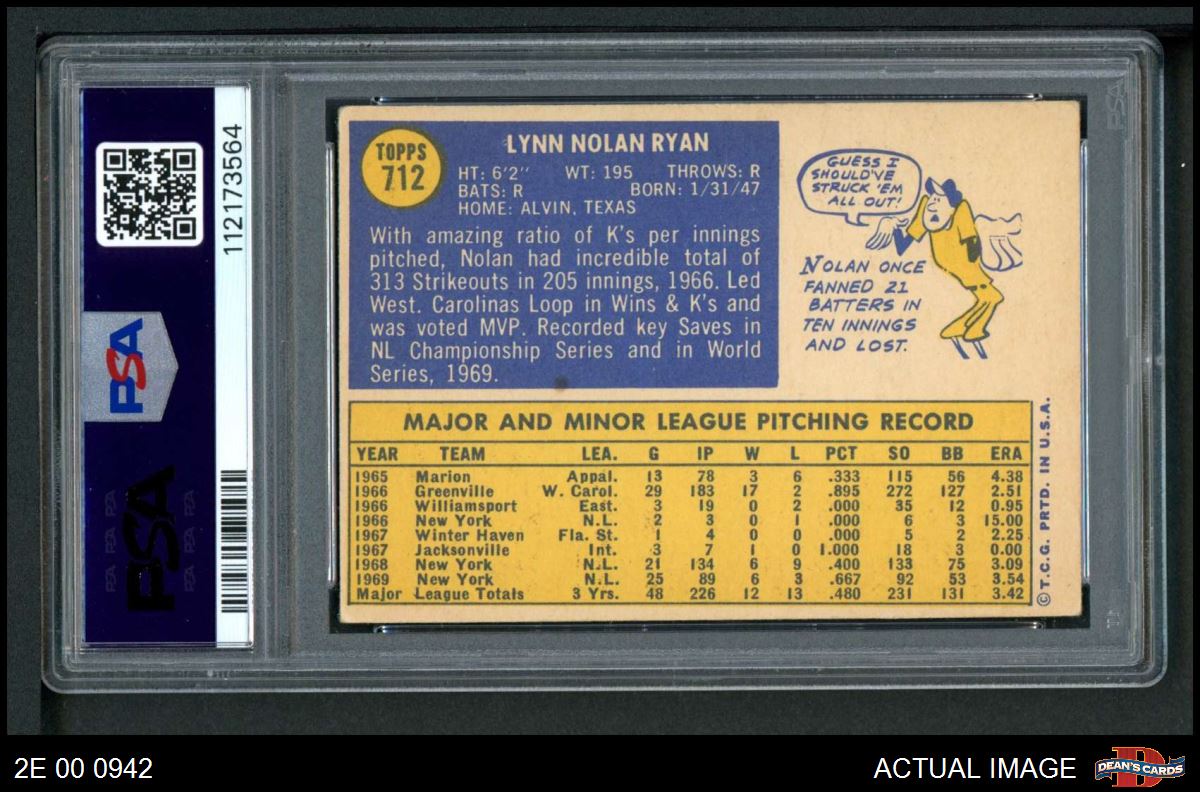 PSA
1121173564
PSA
TOPPS
712
LYNN NOLAN RYAN
HT: 6'2" WT: 195 THROWS: R
BATS: R BORN: 1/31/47
HOME: ALVIN, TEXAS
With amazing ratio of K's per innings
pitched, Nolan had incredible total of
313 Strikeouts in 205 innings, 1966. Led
West. Carolinas Loop in Wins & K's and
was voted MVP. Recorded key Saves in
NL Championship Series and in World
Series, 1969.
GUESS I
SHOULD'VE
STRUCK 'EM
ALL OUT!
NOLAN ONCE
FANNED 21
BATTERS IN
TEN INNINGS
AND LOST.
MAJOR AND MINOR LEAGUE PITCHING RECORD
YEAR TEAM LEA. G IP W L PCT SO BB ERA
1965 Marion Appal. 13 78 3 6 .333 115 56 4.38
1966 Greenville W. Carol. 29 183 17 2 .895 272 127 2.51
1966 Williamsport East. 3 19 0 2 .000 35 12 0.95
1966 New York N.L. 2 3 0 1 .000 6 3 15.00
1967 Winter Haven Fla. St. 1 4 0 0 .000 5 2 2.25
1967 Jacksonville Int. 3 7 1 0 1.000 18 3 0.00
1968 New York N.L. 21 134 6 9 .400 133 75 3.09
1969 New York N.L. 25 89 6 3 .667 92 53 3.54
Major League Totals 3 Yrs. 48 226 12 13 .480 231 131 3.42
© T.C.G. PRTD. IN U.S.A.
2E 00 0942
ACTUAL IMAGE
DEAN'S CARDS